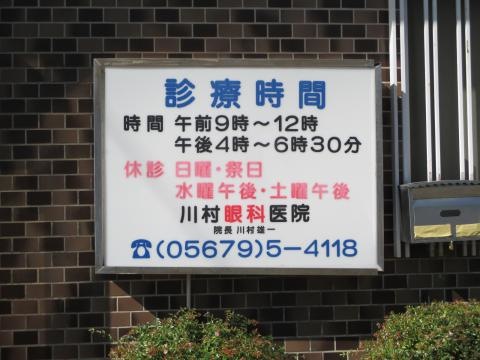 診療時間
時間 午前9時～12時
午後4時～6時30分
休診 日曜・祭日
水曜午後・土曜午後
川村眼科医院
院長 川村雄一
☎(05679)5-4118